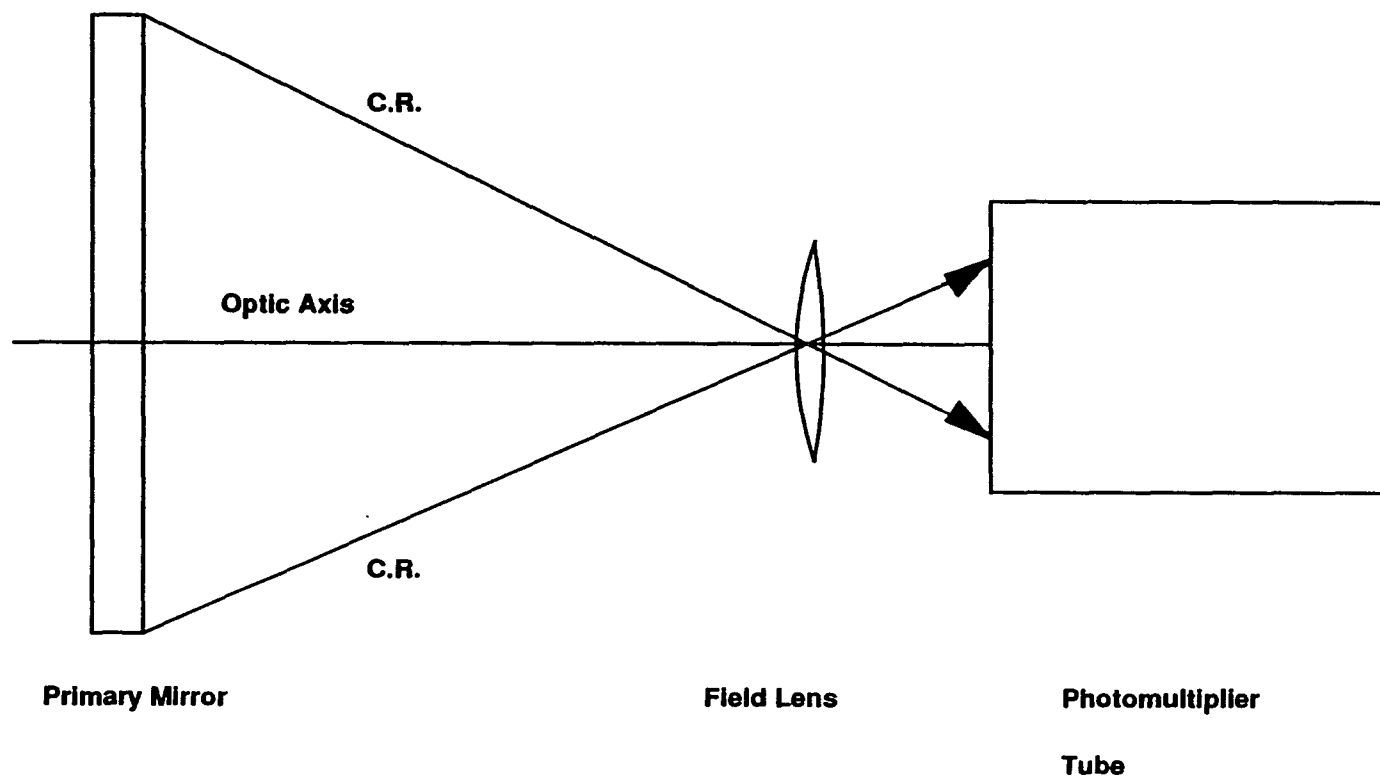 C.R.
Optic Axis
C.R.
Primary Mirror
Field Lens
Photomultiplier
Tube